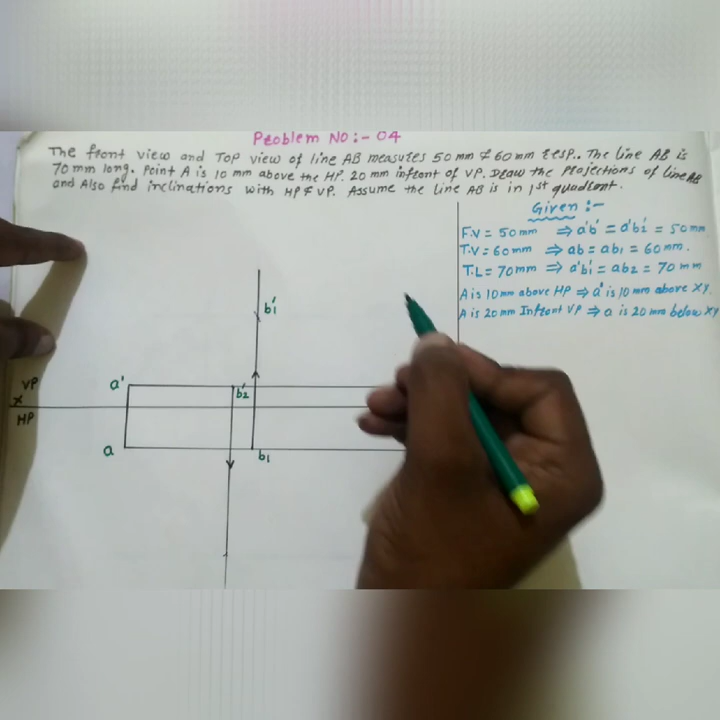 Problem NO:- 04
The front view and Top view of line AB measures 50 mm & 60 mm resp.. The line AB is
70 mm long. Point A is 10 mm above the HP. 20 mm infront of VP. Draw the Projections of line AB
and Also find inclinations with HP & VP. Assume the line AB is in 1st quadrant.
Given :-
F.V = 50 mm ⇒ a'b' = a'b2' = 50 mm
T.V = 60 mm ⇒ ab = ab1 = 60 mm.
T.L = 70 mm ⇒ a'b1' = ab2 = 70 mm
A is 10 mm above HP ⇒ a' is 10 mm above XY.
A is 20 mm Infront VP ⇒ a is 20 mm below XY
b1'
a'
b2'
VP
X
HP
a
b1